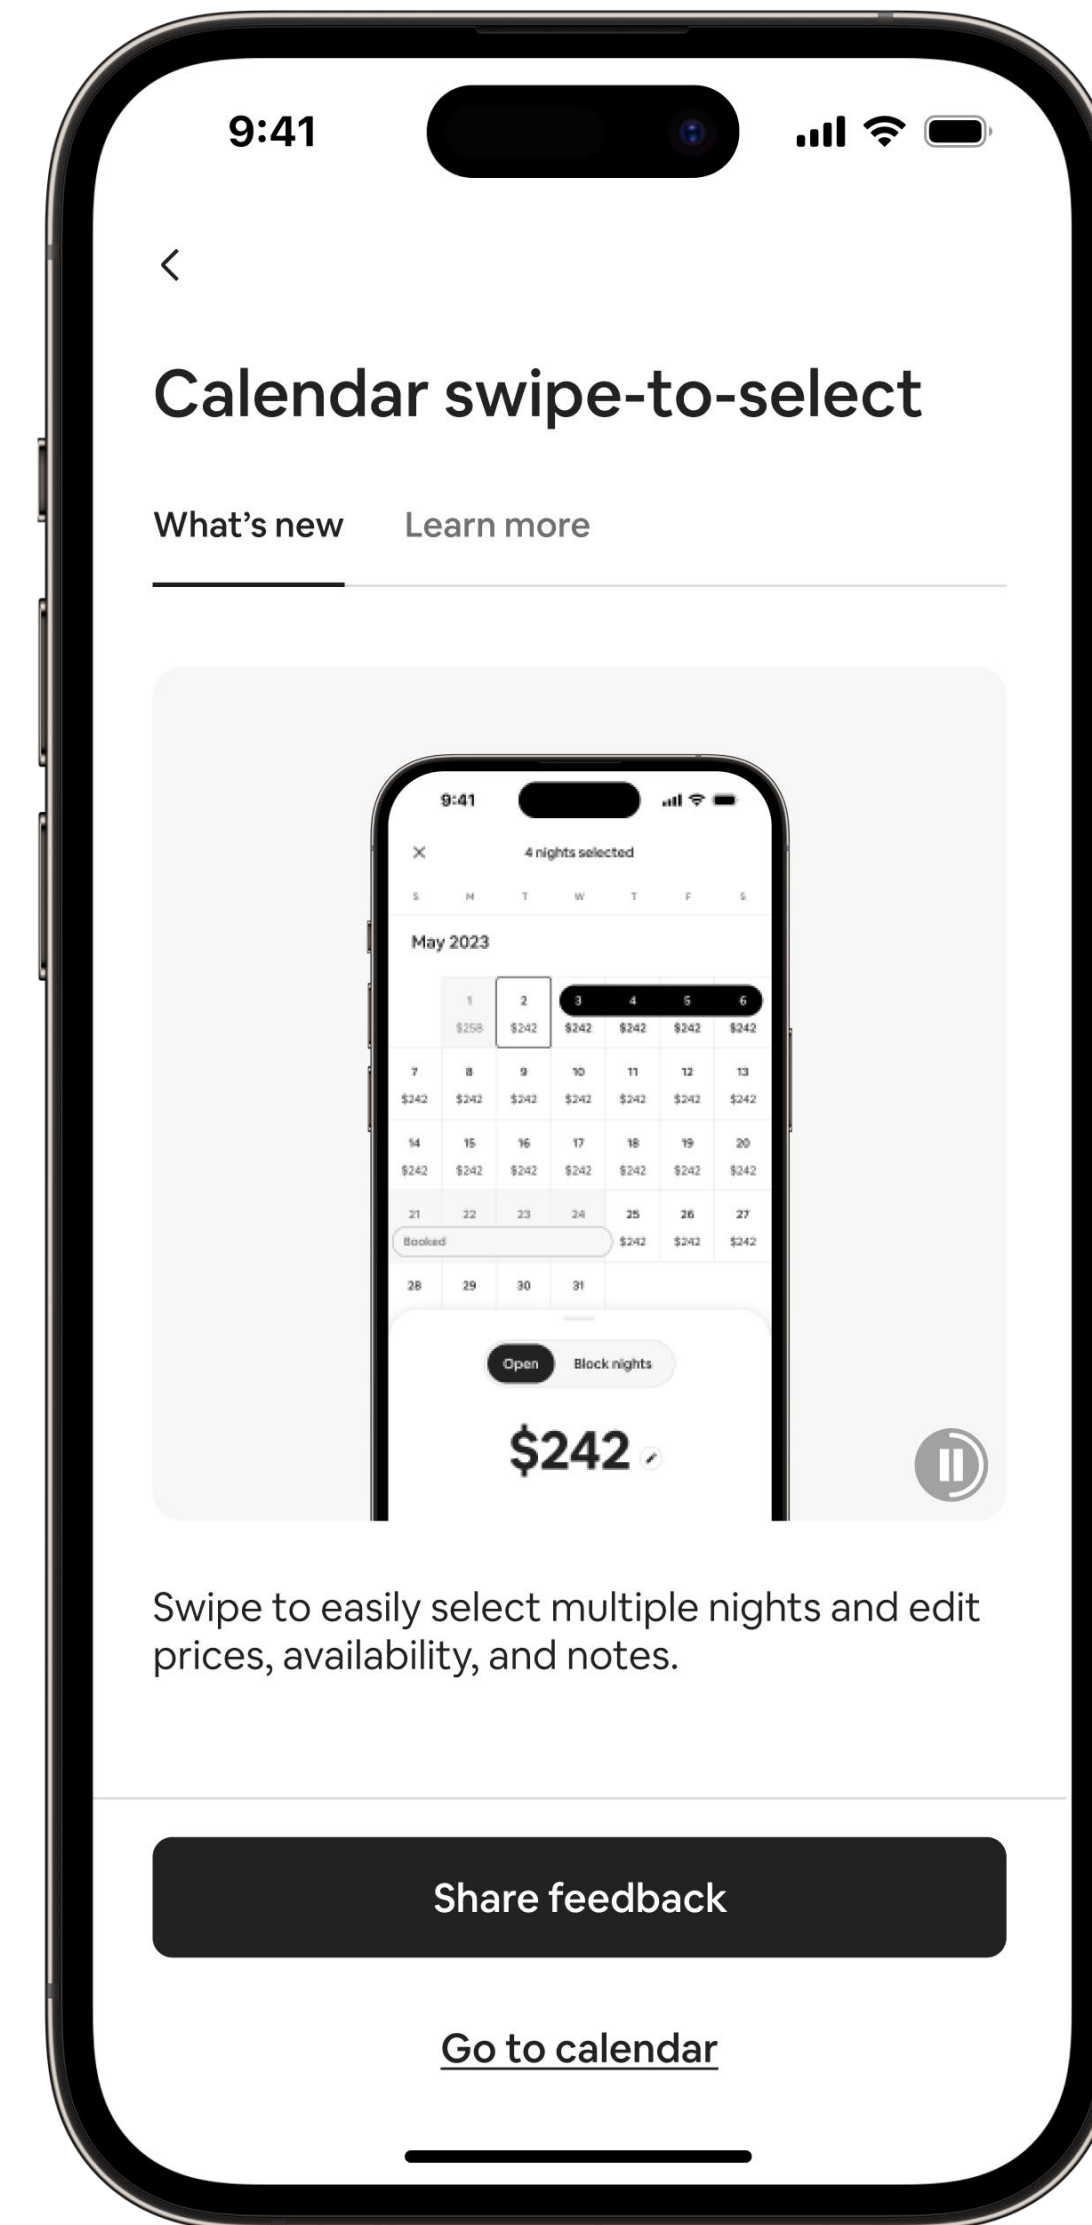 9:41
Calendar swipe-to-select
What's new Learn more
9:41
4 nights selected
S M T W T F S
May 2023
1 2 3 4 5 6
$258 $242 $242 $242 $242 $242
7 8 9 10 11 12 13
$242 $242 $242 $242 $242 $242 $242
14 15 16 17 18 19 20
$242 $242 $242 $242 $242 $242 $242
21 22 23 24 25 26 27
Booked $242 $242 $242
28 29 30 31
Open Block nights
$242
Swipe to easily select multiple nights and edit
prices, availability, and notes.
Share feedback
Go to calendar